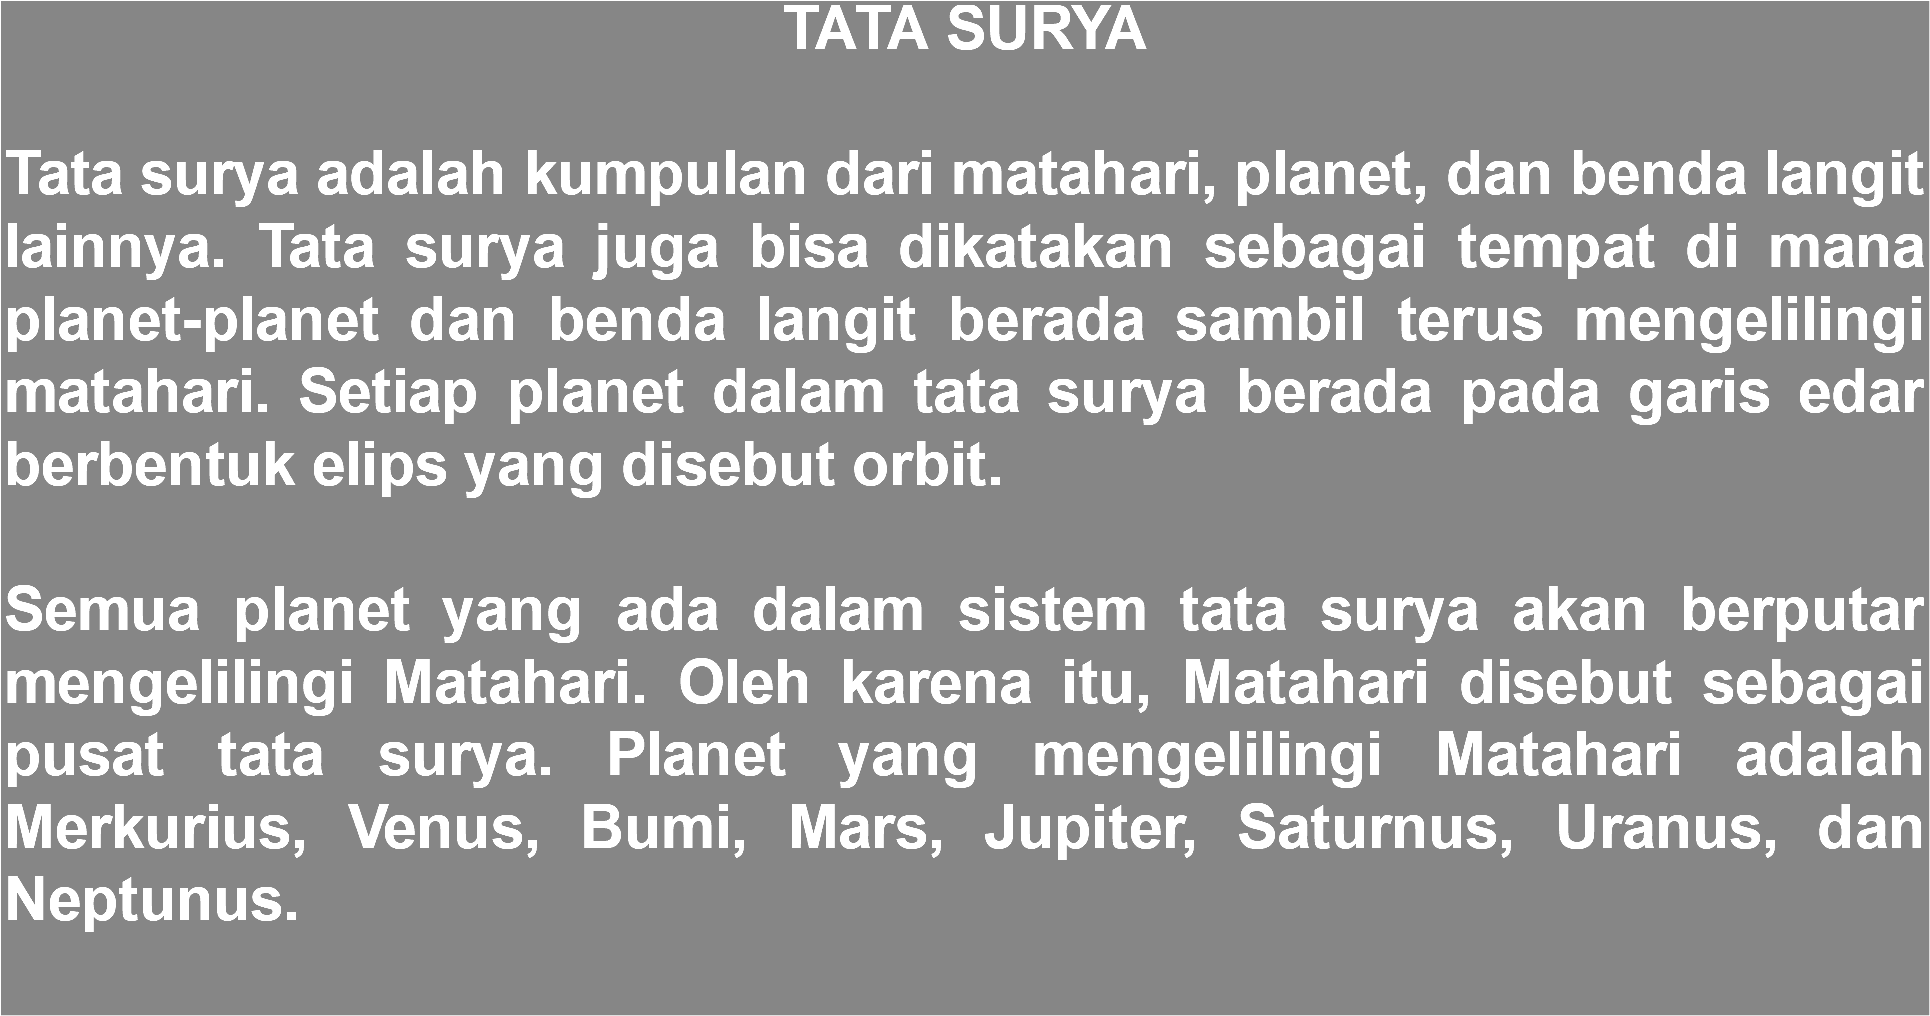 TATA SURYA
Tata surya adalah kumpulan dari matahari, planet, dan benda langit
lainnya. Tata surya juga bisa dikatakan sebagai tempat di mana
planet-planet dan benda langit berada sambil terus mengelilingi
matahari. Setiap planet dalam tata surya berada pada garis edar
berbentuk elips yang disebut orbit.
Semua planet yang ada dalam sistem tata surya akan berputar
mengelilingi Matahari. Oleh karena itu, Matahari disebut sebagai
pusat tata surya. Planet yang mengelilingi Matahari adalah
Merkurius, Venus, Bumi, Mars, Jupiter, Saturnus, Uranus, dan
Neptunus.